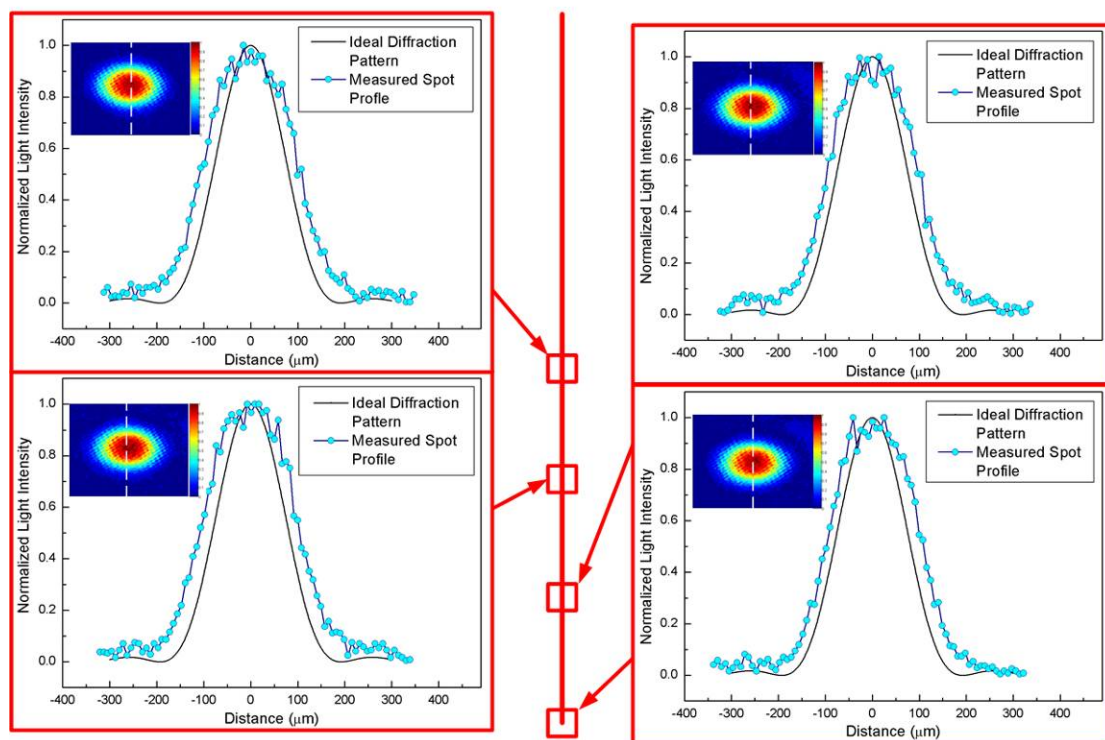 1.0
0.8
0.6
0.4
0.2
0.0
Normalized Light Intensity
Ideal Diffraction
Pattern
Measured Spot
Profle
-400 -300 -200 -100 0 100 200 300 400
Distance (μm)
1.0
0.8
0.6
0.4
0.2
0.0
Normalized Light Intensity
Ideal Diffraction
Pattern
Measured Spot
Profile
-400 -300 -200 -100 0 100 200 300 400
Distance (μm)
1.0
0.8
0.6
0.4
0.2
0.0
Normalized Light Intensity
Ideal Diffraction
Pattern
Measured Spot
Profile
-400 -300 -200 -100 0 100 200 300 400
Distance (μm)
1.0
0.8
0.6
0.4
0.2
0.0
Normalized Light Intensity
Ideal Diffraction
Pattern
Measured Spot
Profile
-400 -300 -200 -100 0 100 200 300 400
Distance (μm)